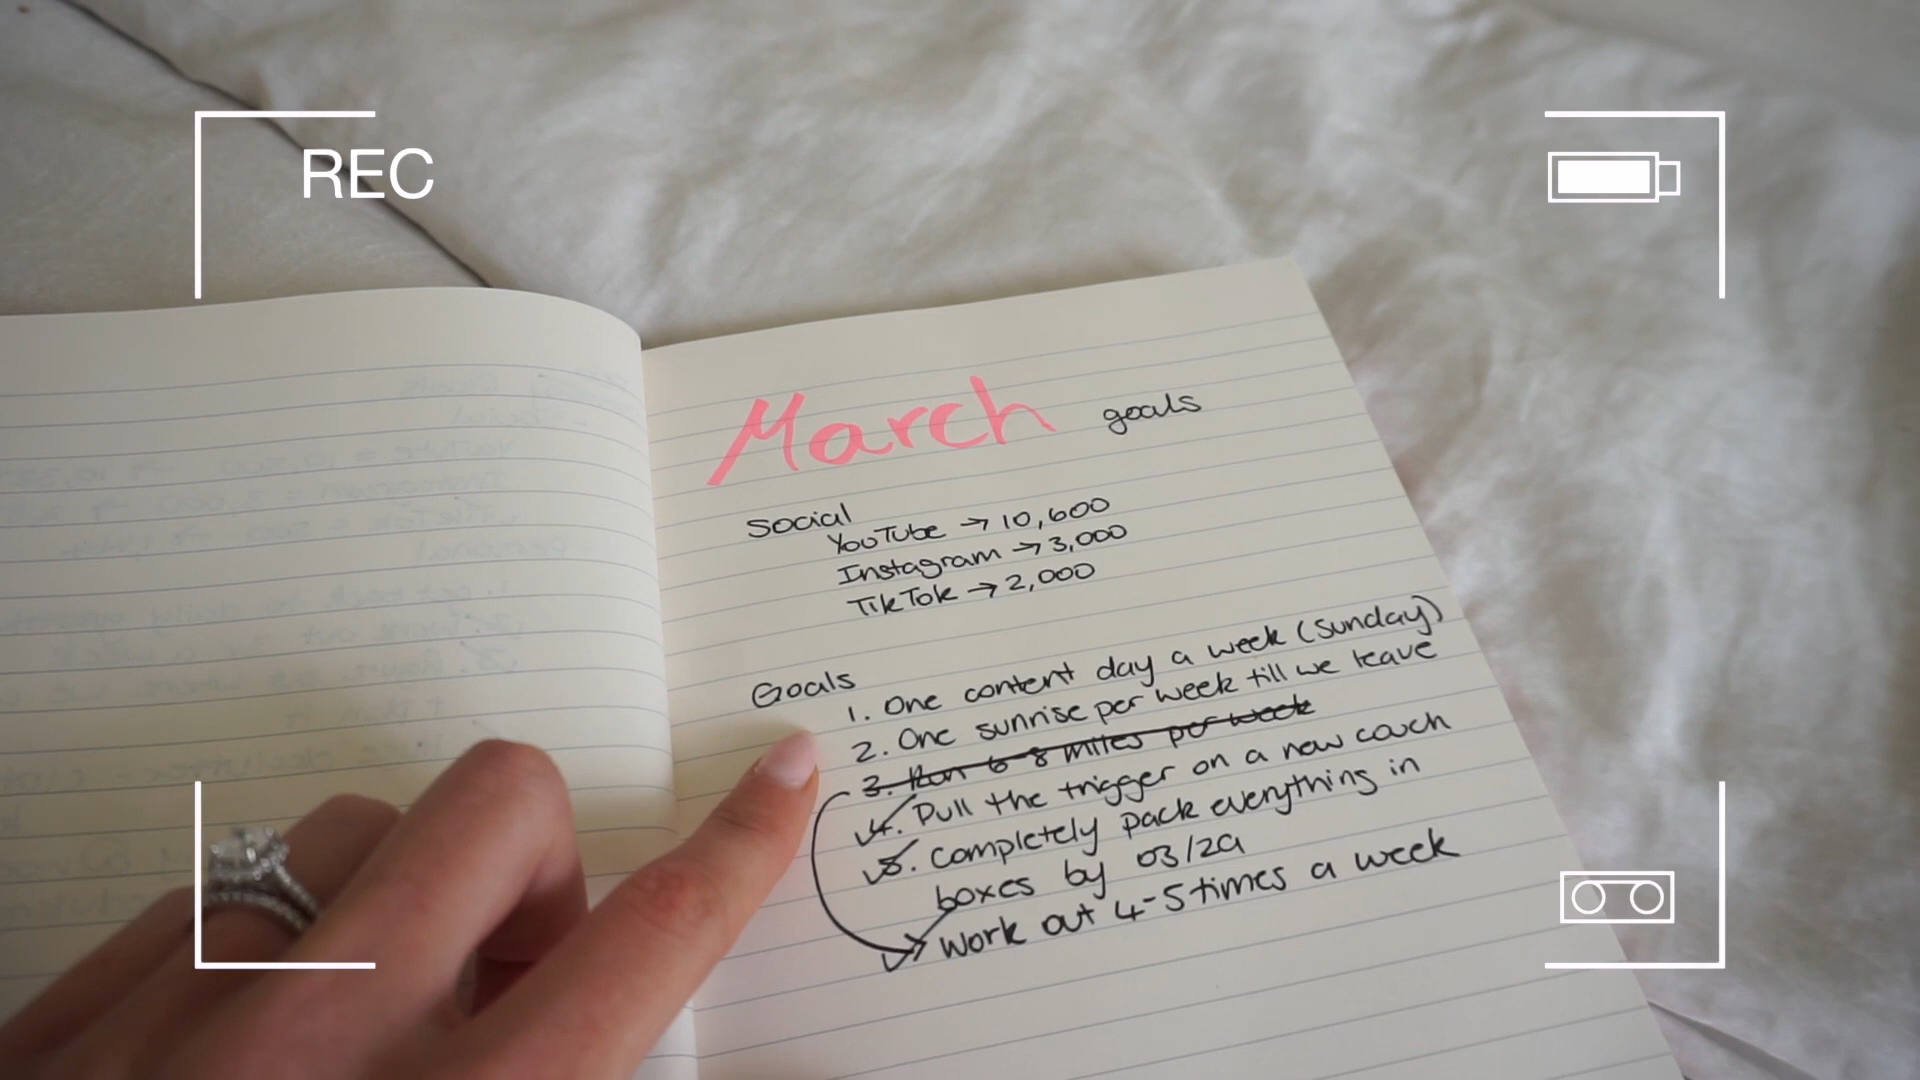 REC
March goals
Social
YouTube → 10,600
Instagram → 3,000
TikTok → 2,000
Goals
1. One content day a week (Sunday)
2. One sunrise per week till we leave
3. Run 6-8 miles per week
4. Pull the trigger on a new couch
5. Completely pack everything in
boxes by 03/29
Work out 4-5 times a week